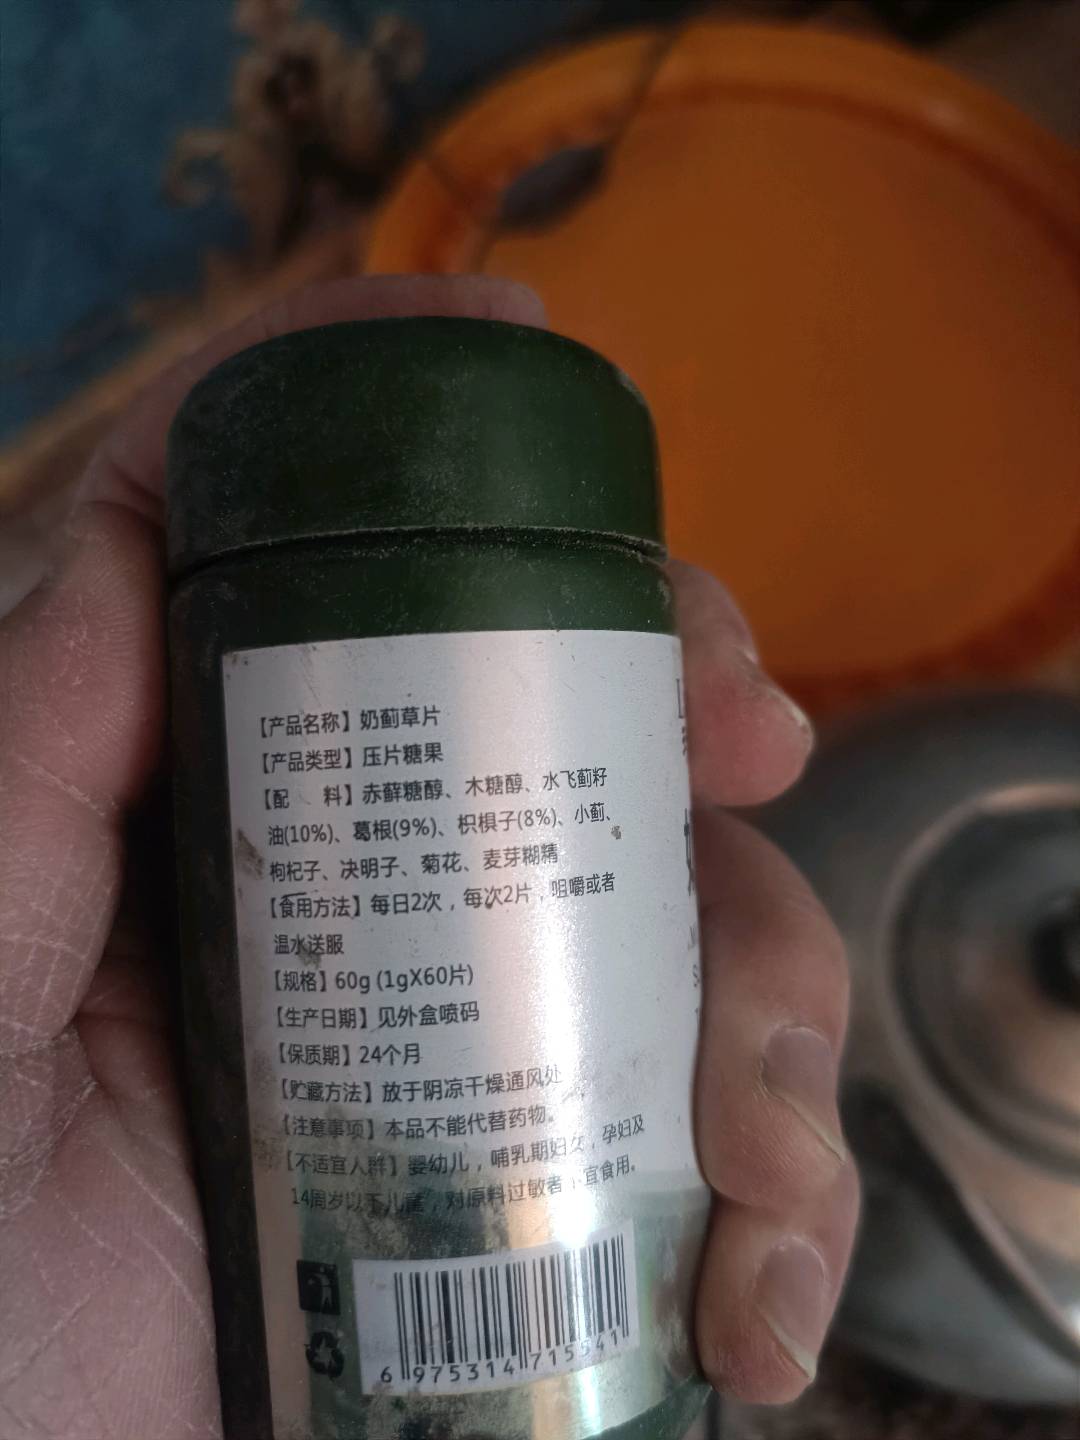 【产品名称】奶蓟草片
【产品类型】压片糖果
【配 料】赤藓糖醇、木糖醇、水飞蓟籽
油(10%)、葛根(9%)、枳椇子(8%)、小蓟、
枸杞子、决明子、菊花、麦芽糊精
【食用方法】每日2次，每次2片，咀嚼或者
温水送服
【规格】60g (1gX60片)
【生产日期】见外盒喷码
【保质期】24个月
【贮藏方法】放于阴凉干燥通风处
【注意事项】本品不能代替药物。
【不适宜人群】婴幼儿，哺乳期妇女，孕妇及
14周岁以下儿童，对原料过敏者不宜食用。
6 975314 715541